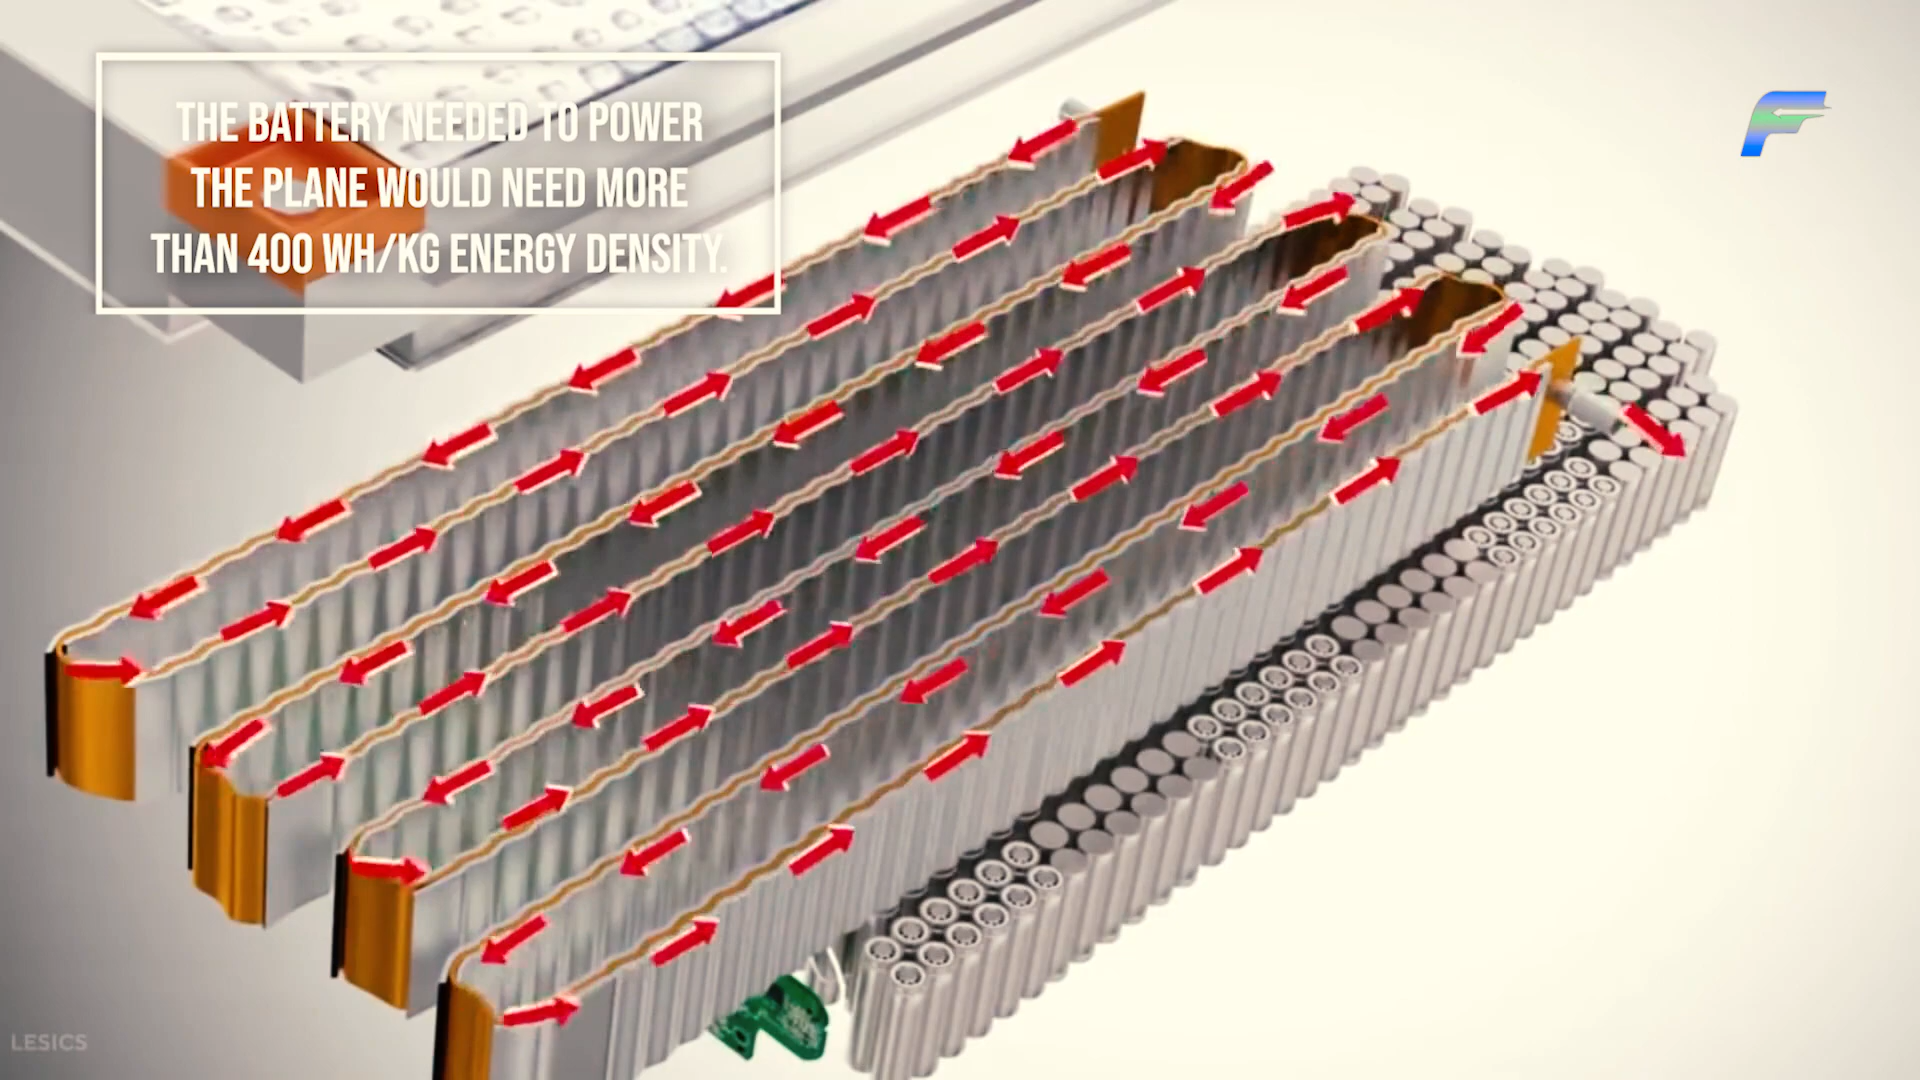 THE BATTERY NEEDED TO POWER
THE PLANE WOULD NEED MORE
THAN 400 WH/KG ENERGY DENSITY.
F
LESICS